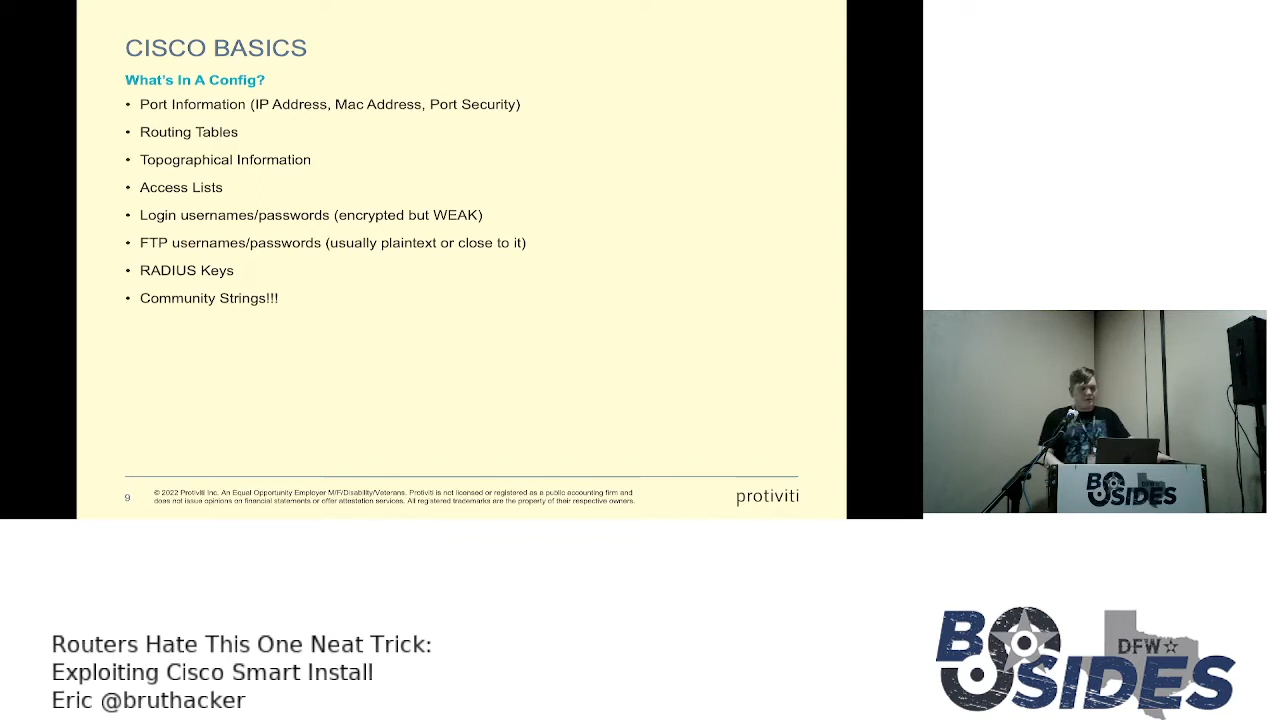 CISCO BASICS
What's In A Config?
• Port Information (IP Address, Mac Address, Port Security)
• Routing Tables
• Topographical Information
• Access Lists
• Login usernames/passwords (encrypted but WEAK)
• FTP usernames/passwords (usually plaintext or close to it)
• RADIUS Keys
• Community Strings!!!
9
© 2022 Protiviti Inc. An Equal Opportunity Employer M/F/Disability/Veterans. Protiviti is not licensed or registered as a public accounting firm and
does not issue opinions on financial statements or offer attestation services. All registered trademarks are the property of their respective owners.
protiviti
BSIDES
DFW
Routers Hate This One Neat Trick:
Exploiting Cisco Smart Install
Eric @bruthacker
BSIDES
DFW